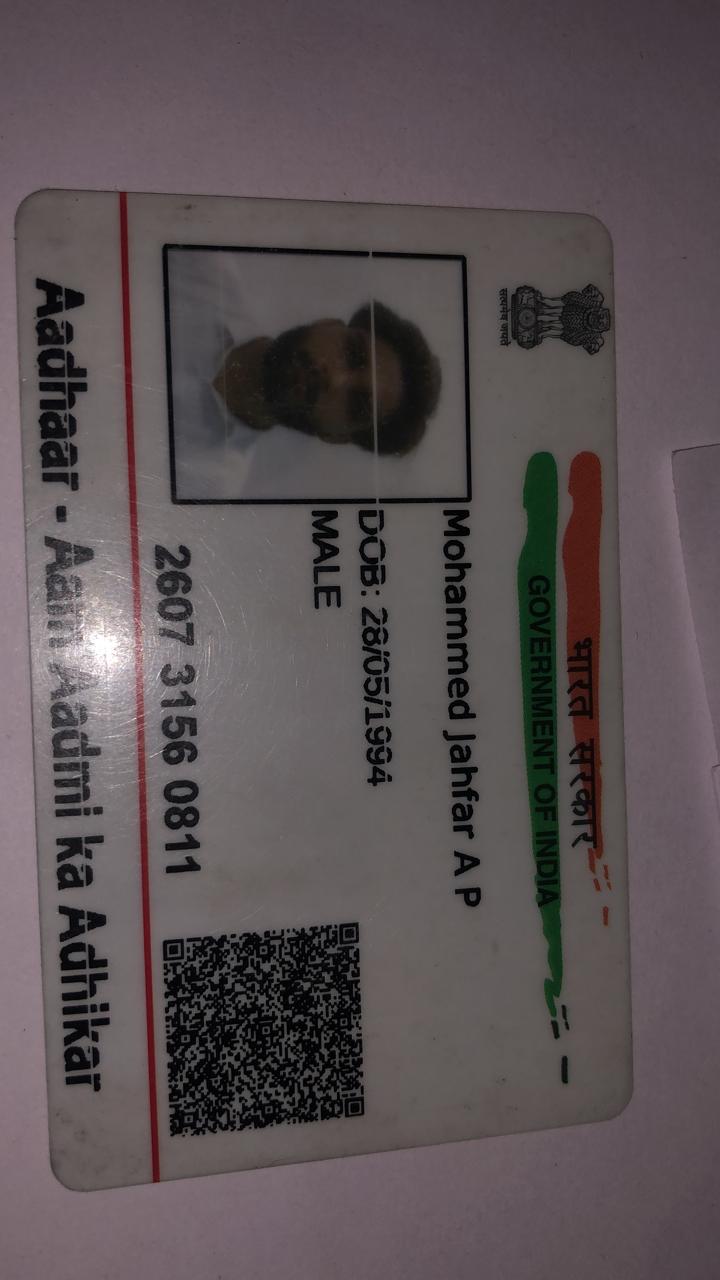 सत्यमेव जयते
भारत सरकार
GOVERNMENT OF INDIA
Mohammed Jahfar A P
DOB: 28/05/1994
MALE
2607 3156 0811
Aadhaar - Aam Aadmi ka Adhikar